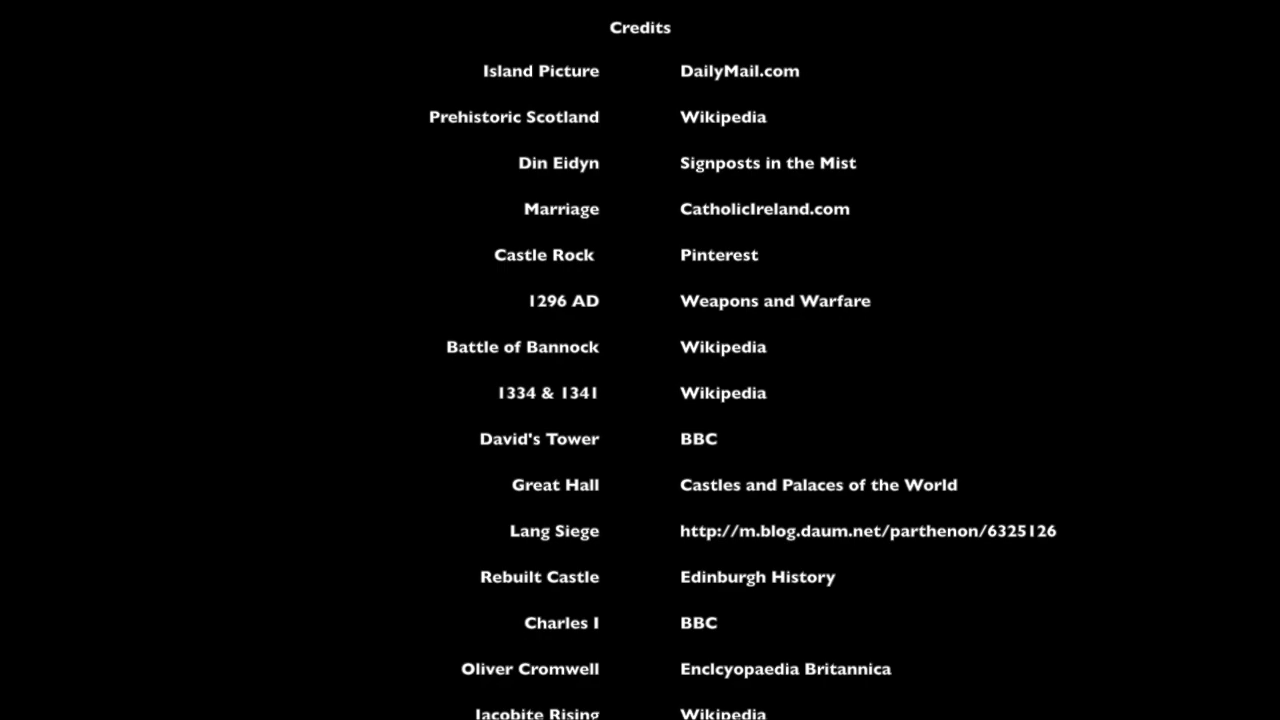 Credits
Island Picture DailyMail.com
Prehistoric Scotland Wikipedia
Din Eidyn Signposts in the Mist
Marriage CatholicIreland.com
Castle Rock Pinterest
1296 AD Weapons and Warfare
Battle of Bannock Wikipedia
1334 & 1341 Wikipedia
David's Tower BBC
Great Hall Castles and Palaces of the World
Lang Siege http://m.blog.daum.net/parthenon/6325126
Rebuilt Castle Edinburgh History
Charles I BBC
Oliver Cromwell Enclcyopaedia Britannica
Jacobite Rising Wikipedia